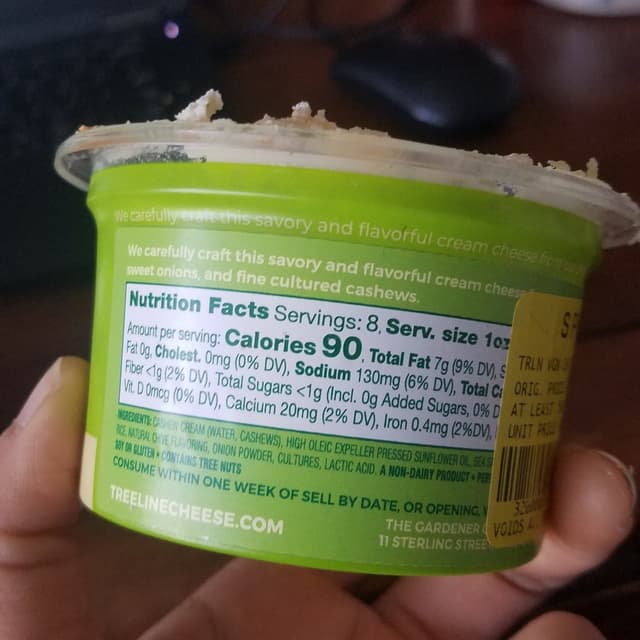 We carefully craft this savory and flavorful cream cheese from
We carefully craft this savory and flavorful cream cheese
sweet onions, and fine cultured cashews.
Nutrition Facts Servings: 8, Serv. size 1oz
Amount per serving: Calories 90, Total Fat 7g (9% DV), S
Fat 0g, Cholest. 0mg (0% DV), Sodium 130mg (6% DV), Total Ca
Fiber <1g (2% DV), Total Sugars <1g (Incl. 0g Added Sugars, 0% D
Vit. D 0mcg (0% DV), Calcium 20mg (2% DV), Iron 0.4mg (2%DV),
INGREDIENTS: CASHEW CREAM (WATER, CASHEWS), HIGH OLEIC EXPELLER PRESSED SUNFLOWER OIL, SEA S
NATURAL CHIVE FLAVORING, ONION POWDER, CULTURES, LACTIC ACID. A NON-DAIRY PRODUCT •
SOY OR GLUTEN • CONTAINS TREE NUTS
CONSUME WITHIN ONE WEEK OF SELL BY DATE, OR OPENING,
TREELINECHEESE.COM
THE GARDENER
11 STERLING STREE
SP
TRLN VGN
ORIG. PRIC
AT LEAST
UNIT PRICE
VOIDS